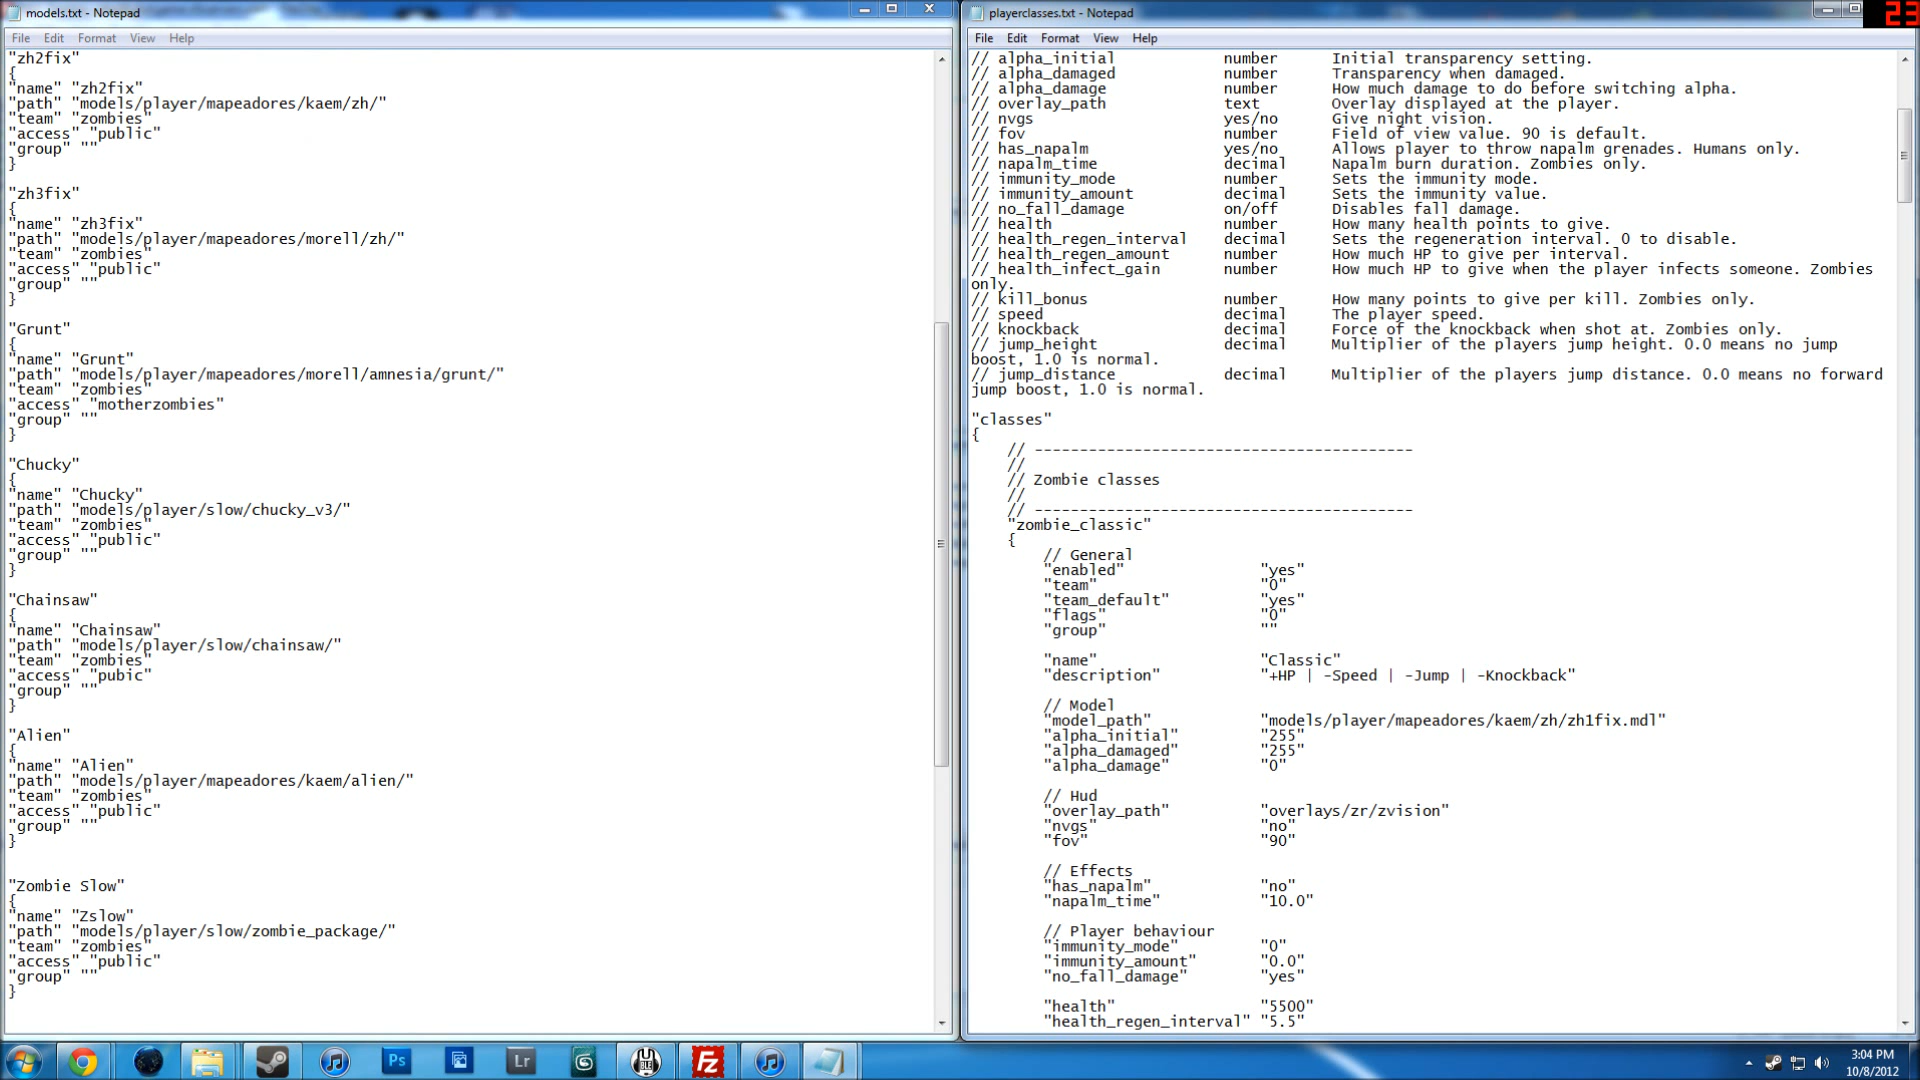 models.txt - Notepad
File Edit Format View Help
"zh2fix"
{
"name" "zh2fix"
"path" "models/player/mapeadores/kaem/zh/"
"team" "zombies"
"access" "public"
"group" ""
}
"zh3fix"
{
"name" "zh3fix"
"path" "models/player/mapeadores/morell/zh/"
"team" "zombies"
"access" "public"
"group" ""
}
"Grunt"
{
"name" "Grunt"
"path" "models/player/mapeadores/morell/amnesia/grunt/"
"team" "zombies"
"access" "motherzombies"
"group" ""
}
"Chucky"
{
"name" "Chucky"
"path" "models/player/slow/chucky_v3/"
"team" "zombies"
"access" "public"
"group" ""
}
"Chainsaw"
{
"name" "Chainsaw"
"path" "models/player/slow/chainsaw/"
"team" "zombies"
"access" "pubic"
"group" ""
}
"Alien"
{
"name" "Alien"
"path" "models/player/mapeadores/kaem/alien/"
"team" "zombies"
"access" "public"
"group" ""
}
"Zombie Slow"
{
"name" "Zslow"
"path" "models/player/slow/zombie_package/"
"team" "zombies"
"access" "public"
"group" ""
}
playerclasses.txt - Notepad
23
File Edit Format View Help
// alpha_initial number Initial transparency setting.
// alpha_damaged number Transparency when damaged.
// alpha_damage number How much damage to do before switching alpha.
// overlay_path text Overlay displayed at the player.
// nvgs yes/no Give night vision.
// fov number Field of view value. 90 is default.
// has_napalm yes/no Allows player to throw napalm grenades. Humans only.
// napalm_time decimal Napalm burn duration. Zombies only.
// immunity_mode number Sets the immunity mode.
// immunity_amount decimal Sets the immunity value.
// no_fall_damage on/off Disables fall damage.
// health number How many health points to give.
// health_regen_interval decimal Sets the regeneration interval. 0 to disable.
// health_regen_amount number How much HP to give per interval.
// health_infect_gain number How much HP to give when the player infects someone. Zombies
only.
// kill_bonus number How many points to give per kill. Zombies only.
// speed decimal The player speed.
// knockback decimal Force of the knockback when shot at. Zombies only.
// jump_height decimal Multiplier of the players jump height. 0.0 means no jump
boost, 1.0 is normal.
// jump_distance decimal Multiplier of the players jump distance. 0.0 means no forward
jump boost, 1.0 is normal.
"classes"
{
// ------------------------------------------
//
// Zombie classes
//
// ------------------------------------------
"zombie_classic"
{
// General
"enabled" "yes"
"team" "0"
"team_default" "yes"
"flags" "0"
"group" ""
"name" "Classic"
"description" "+HP | -Speed | -Jump | -Knockback"
// Model
"model_path" "models/player/mapeadores/kaem/zh/zh1fix.mdl"
"alpha_initial" "255"
"alpha_damaged" "255"
"alpha_damage" "0"
// Hud
"overlay_path" "overlays/zr/zvision"
"nvgs" "no"
"fov" "90"
// Effects
"has_napalm" "no"
"napalm_time" "10.0"
// Player behaviour
"immunity_mode" "0"
"immunity_amount" "0.0"
"no_fall_damage" "yes"
"health" "5500"
"health_regen_interval" "5.5"
Ps
Lr
BLE
Fz
3:04 PM
10/8/2012